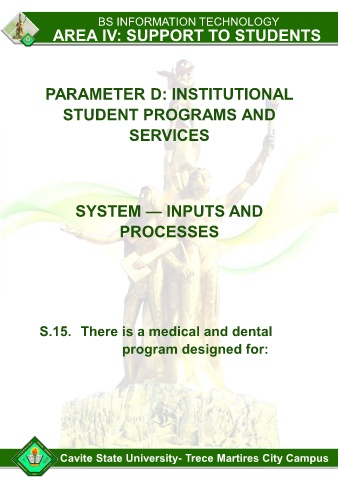 BS INFORMATION TECHNOLOGY
AREA IV: SUPPORT TO STUDENTS
PARAMETER D: INSTITUTIONAL
STUDENT PROGRAMS AND
SERVICES
SYSTEM — INPUTS AND
PROCESSES
S.15. There is a medical and dental
program designed for:
Cavite State University- Trece Martires City Campus